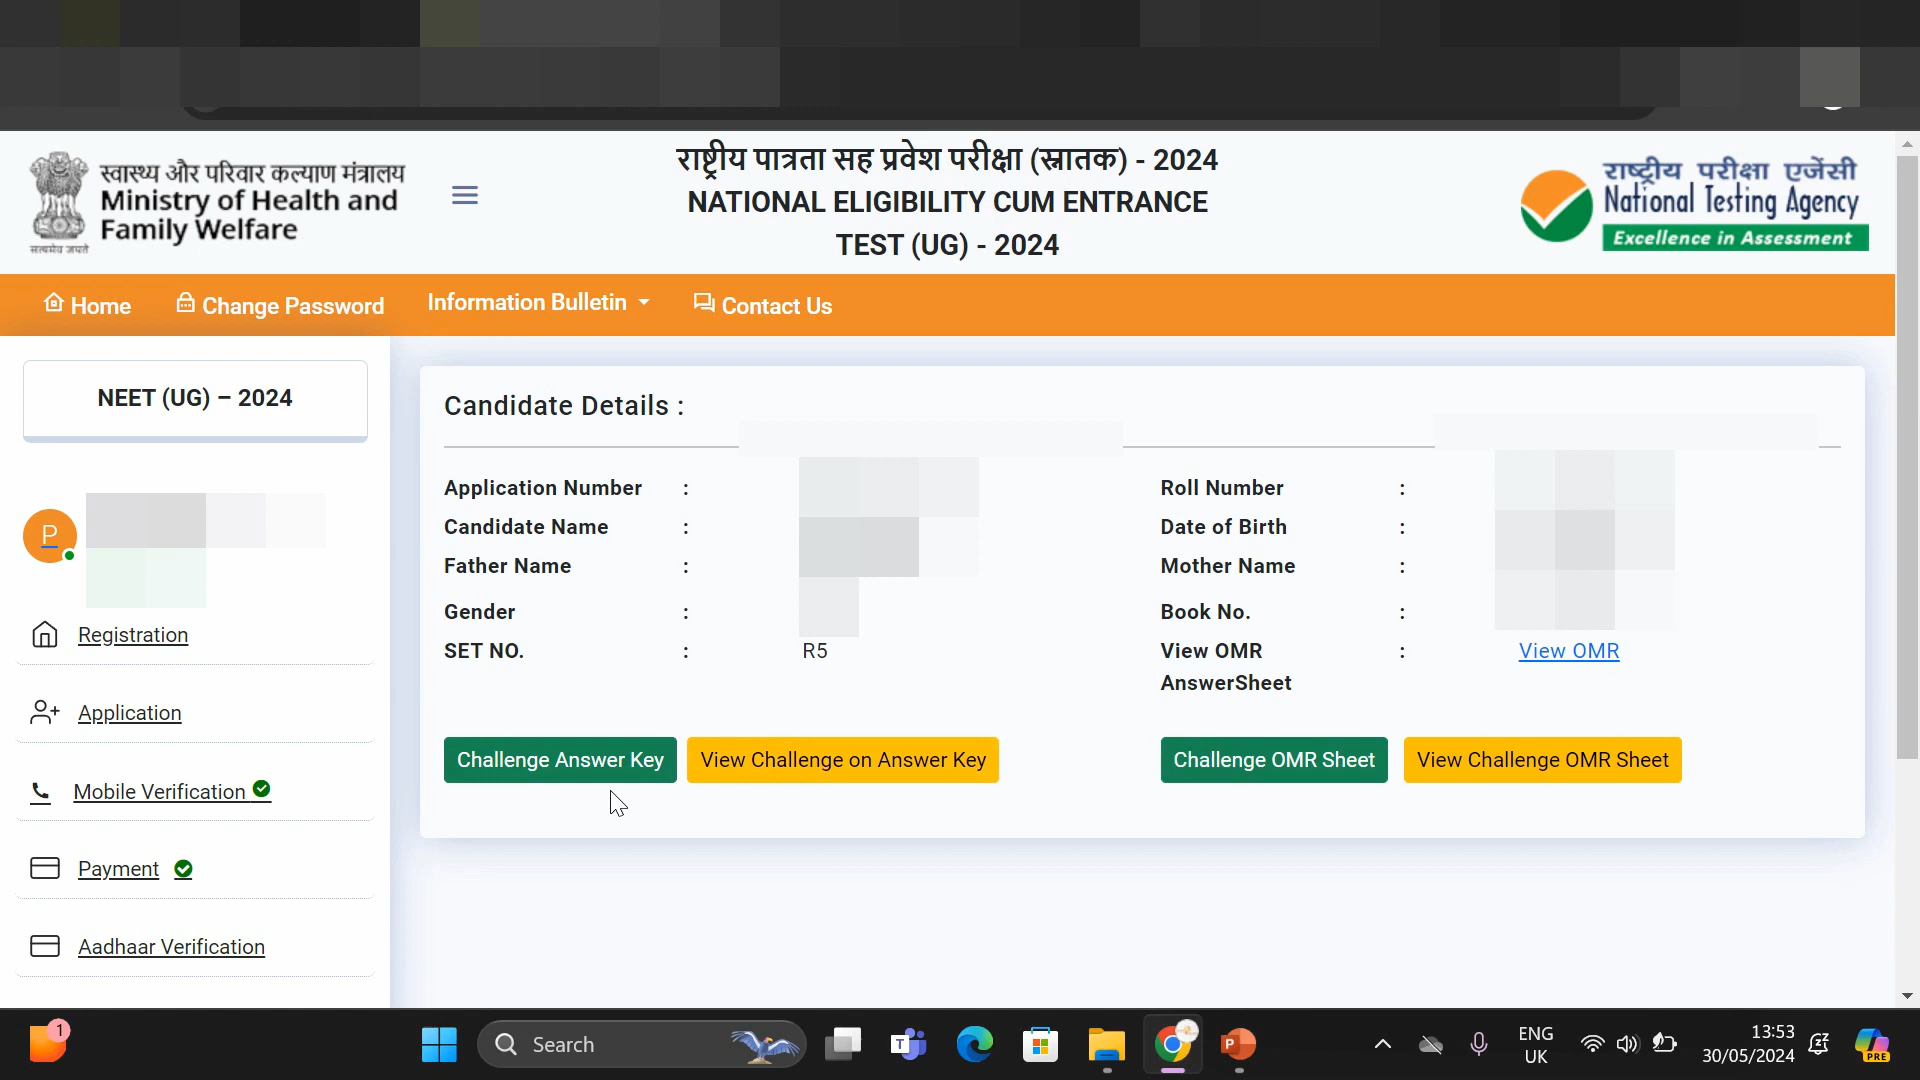 स्वास्थ्य और परिवार कल्याण मंत्रालय
Ministry of Health and
Family Welfare
सत्यमेव जयते
राष्ट्रीय पात्रता सह प्रवेश परीक्षा (स्नातक) - 2024
NATIONAL ELIGIBILITY CUM ENTRANCE
TEST (UG) - 2024
राष्ट्रीय परीक्षा एजेंसी
National Testing Agency
Excellence in Assessment
Home
Change Password
Information Bulletin
Contact Us
NEET (UG) – 2024
P
Registration
Application
Mobile Verification
Payment
Aadhaar Verification
Candidate Details :
Application Number :
Roll Number :
Candidate Name :
Date of Birth :
Father Name :
Mother Name :
Gender :
Book No. :
SET NO. : R5
View OMR : View OMR
AnswerSheet
Challenge Answer Key
View Challenge on Answer Key
Challenge OMR Sheet
View Challenge OMR Sheet
1
Search
T
P
ENG
UK
13:53
30/05/2024
PRE